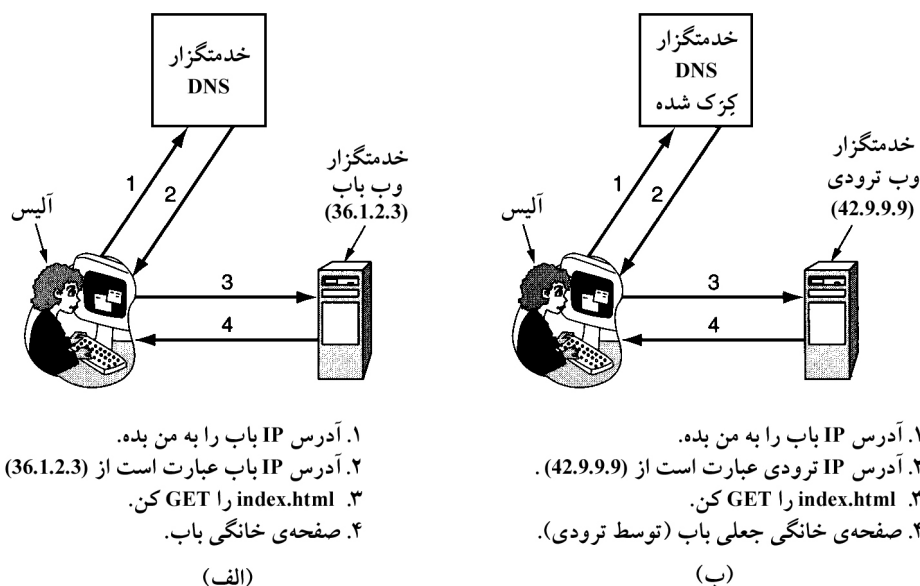 خدمتگزار
DNS
خدمتگزار
وب باب
(36.1.2.3)
آلیس
1
2
3
4
۱. آدرس IP باب را به من بده.
۲. آدرس IP باب عبارت است از (36.1.2.3)
۳. index.html را GET کن.
۴. صفحه‌ی خانگی باب.
(الف)
خدمتگزار
DNS
کِرَک شده
خدمتگزار
وب ترودی
(42.9.9.9)
آلیس
1
2
3
4
۱. آدرس IP باب را به من بده.
۲. آدرس IP ترودی عبارت است از (42.9.9.9) .
۳. index.html را GET کن.
۴. صفحه‌ی خانگی جعلی باب (توسط ترودی).
(ب)